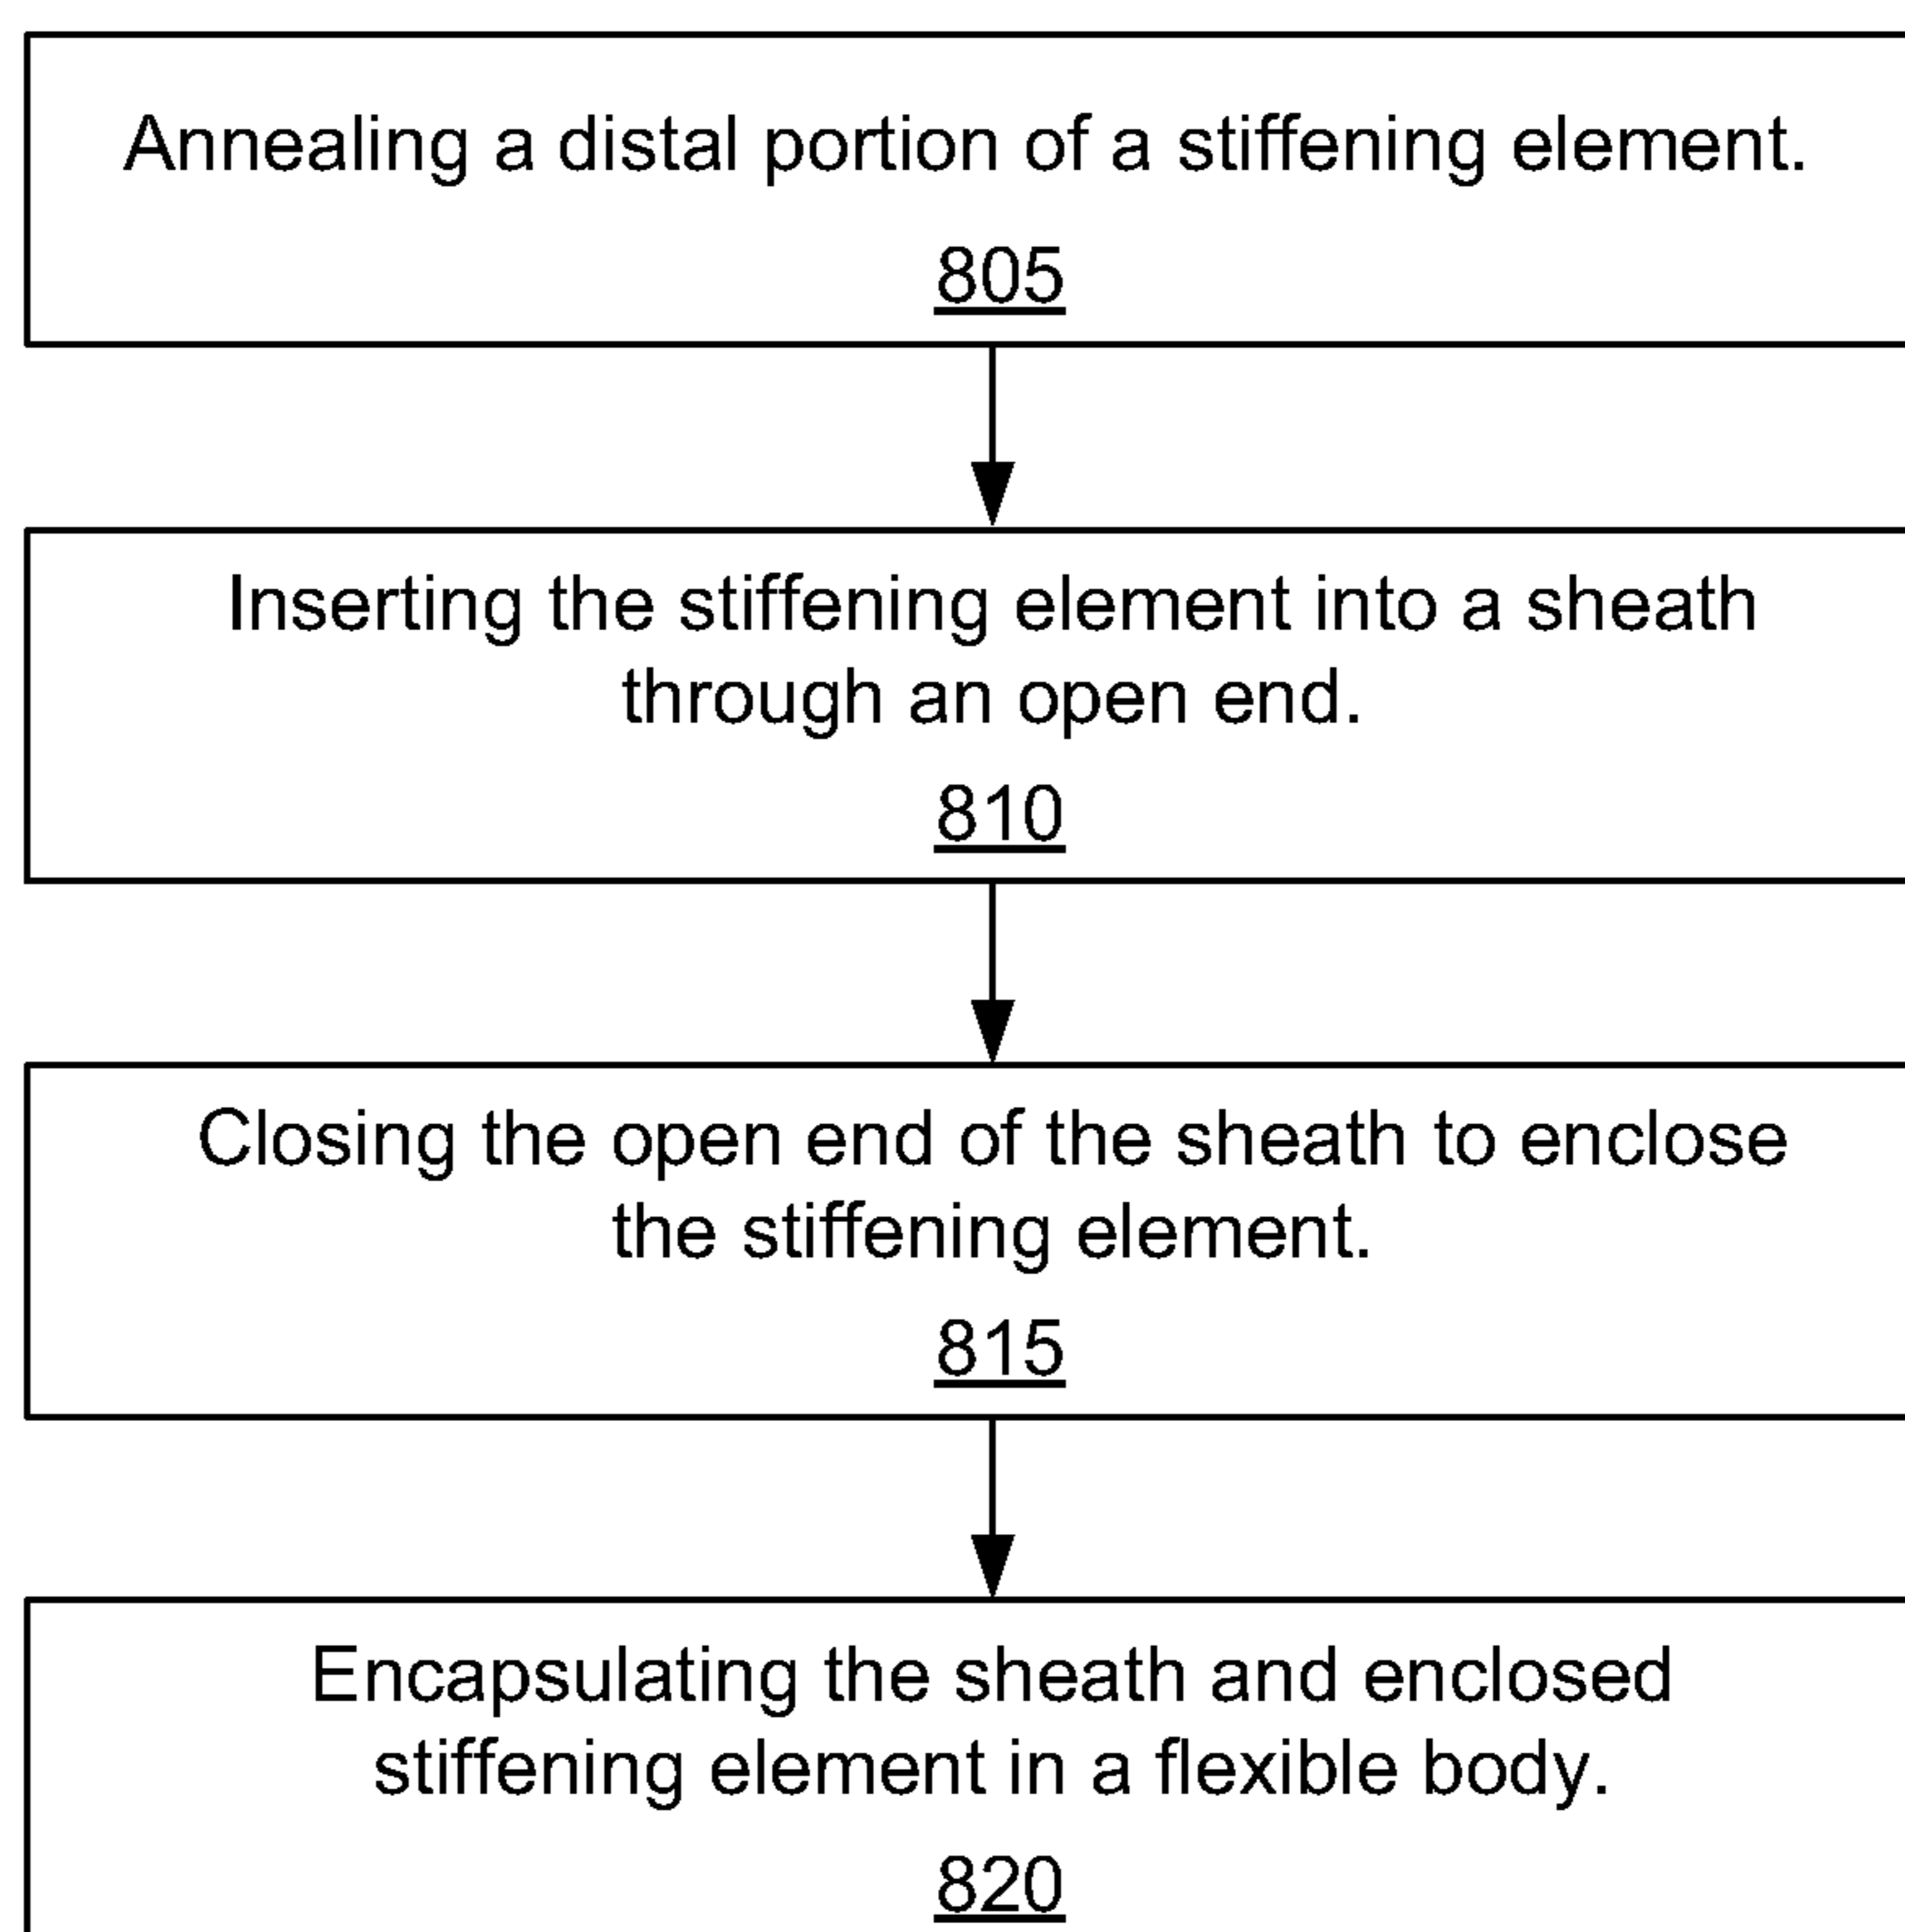 Annealing a distal portion of a stiffening element.
805
Inserting the stiffening element into a sheath
through an open end.
810
Closing the open end of the sheath to enclose
the stiffening element.
815
Encapsulating the sheath and enclosed
stiffening element in a flexible body.
820